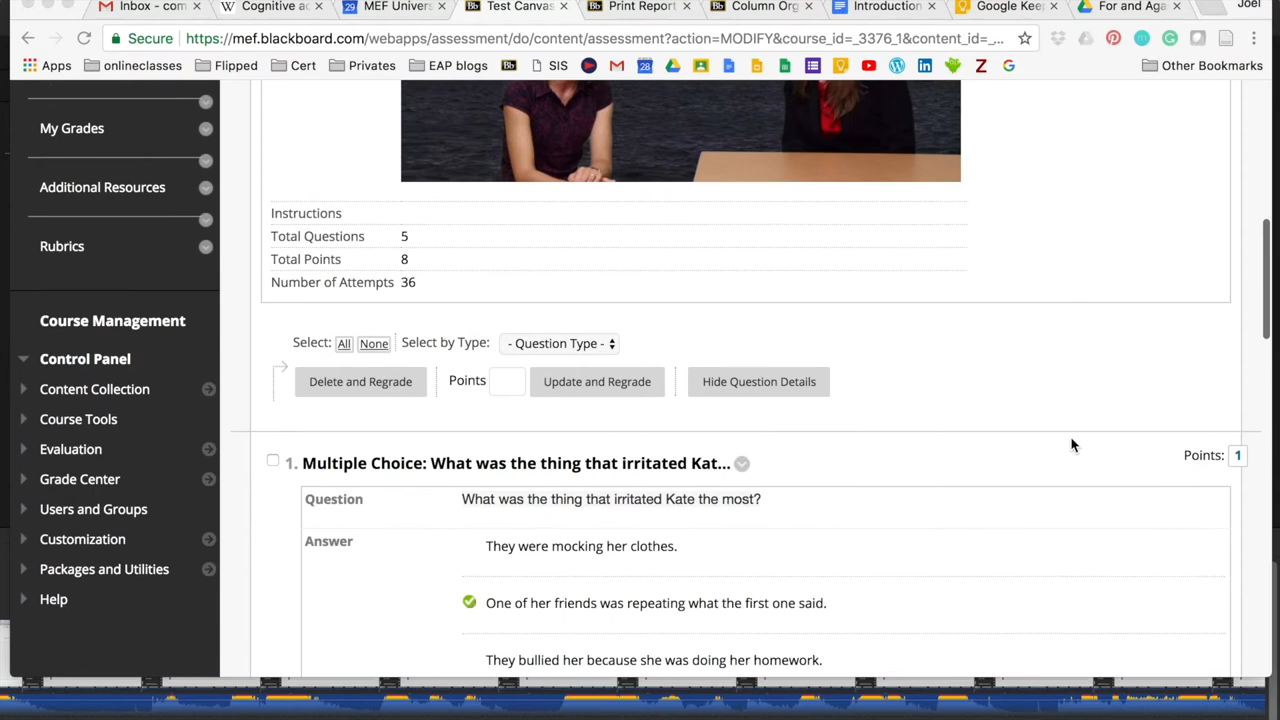 Inbox - com
Cognitive a
MEF Univers
Test Canvas
Print Report
Column Org
Introduction
Google Keep
For and Aga
Joel
Secure
https://mef.blackboard.com/webapps/assessment/do/content/assessment?action=MODIFY&course_id=_3376_1&content_id=_...
Apps
onlineclasses
Flipped
Cert
Privates
EAP blogs
Bb
SIS
Other Bookmarks
My Grades
Additional Resources
Rubrics
Course Management
Control Panel
Content Collection
Course Tools
Evaluation
Grade Center
Users and Groups
Customization
Packages and Utilities
Help
Instructions
Total Questions 5
Total Points 8
Number of Attempts 36
Select: All None Select by Type: - Question Type -
Delete and Regrade Points Update and Regrade Hide Question Details
1. Multiple Choice: What was the thing that irritated Kat...
Points: 1
Question What was the thing that irritated Kate the most?
Answer They were mocking her clothes.
One of her friends was repeating what the first one said.
They bullied her because she was doing her homework.